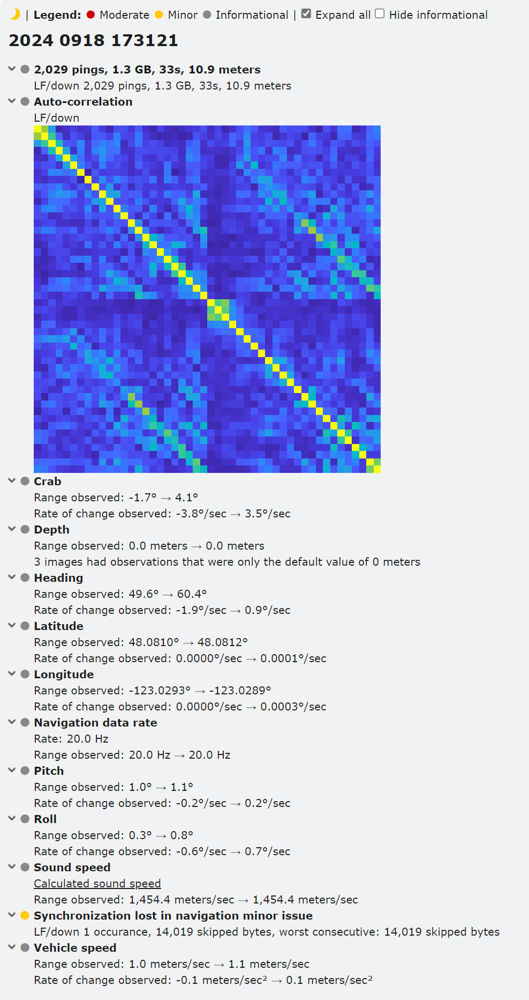 | Legend: Moderate Minor Informational | Expand all Hide informational
2024 0918 173121
2,029 pings, 1.3 GB, 33s, 10.9 meters
LF/down 2,029 pings, 1.3 GB, 33s, 10.9 meters
Auto-correlation
LF/down
Crab
Range observed: -1.7° → 4.1°
Rate of change observed: -3.8°/sec → 3.5°/sec
Depth
Range observed: 0.0 meters → 0.0 meters
3 images had observations that were only the default value of 0 meters
Heading
Range observed: 49.6° → 60.4°
Rate of change observed: -1.9°/sec → 0.9°/sec
Latitude
Range observed: 48.0810° → 48.0812°
Rate of change observed: 0.0000°/sec → 0.0001°/sec
Longitude
Range observed: -123.0293° → -123.0289°
Rate of change observed: 0.0000°/sec → 0.0003°/sec
Navigation data rate
Rate: 20.0 Hz
Range observed: 20.0 Hz → 20.0 Hz
Pitch
Range observed: 1.0° → 1.1°
Rate of change observed: -0.2°/sec → 0.2°/sec
Roll
Range observed: 0.3° → 0.8°
Rate of change observed: -0.6°/sec → 0.7°/sec
Sound speed
Calculated sound speed
Range observed: 1,454.4 meters/sec → 1,454.4 meters/sec
Synchronization lost in navigation minor issue
LF/down 1 occurance, 14,019 skipped bytes, worst consecutive: 14,019 skipped bytes
Vehicle speed
Range observed: 1.0 meters/sec → 1.1 meters/sec
Rate of change observed: -0.1 meters/sec² → 0.1 meters/sec²